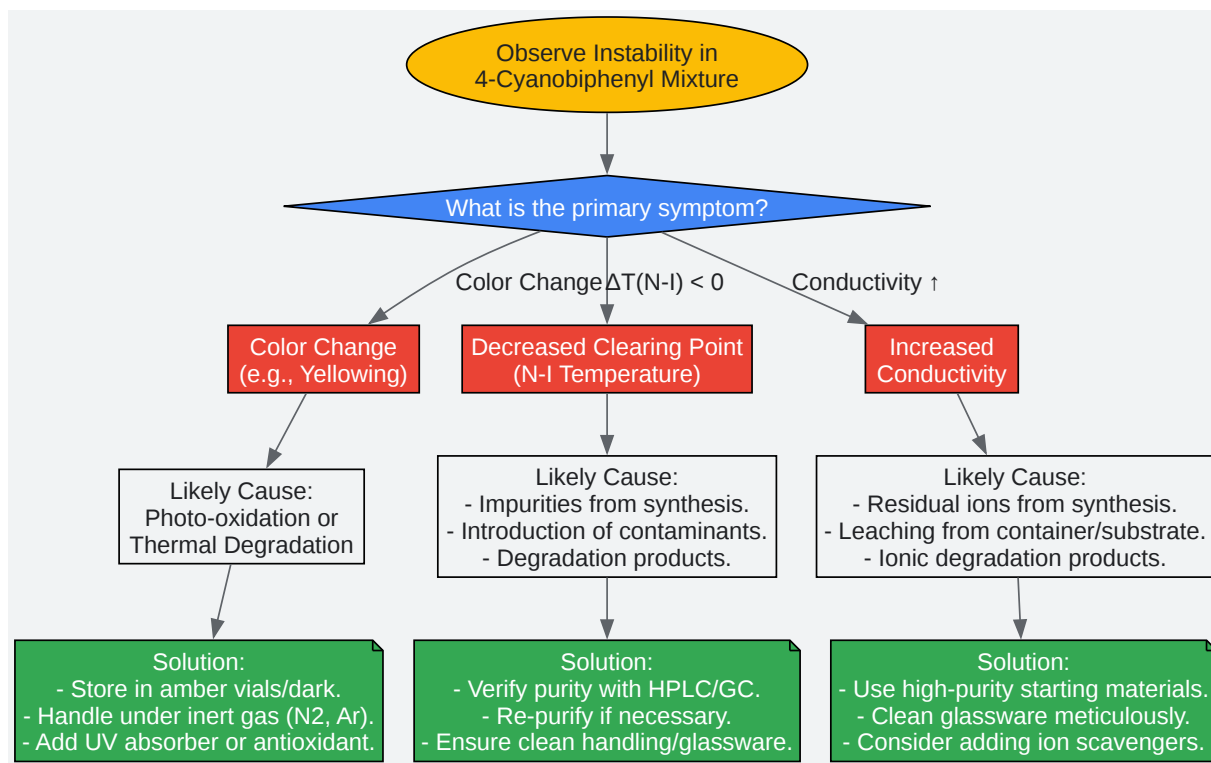 Observe Instability in
4-Cyanobiphenyl Mixture
What is the primary symptom?
Color Change
ΔT(N-I) < 0
Conductivity ↑
Color Change
(e.g., Yellowing)
Decreased Clearing Point
(N-I Temperature)
Increased
Conductivity
Likely Cause:
Photo-oxidation or
Thermal Degradation
Likely Cause:
- Impurities from synthesis.
- Introduction of contaminants.
- Degradation products.
Likely Cause:
- Residual ions from synthesis.
- Leaching from container/substrate.
- Ionic degradation products.
Solution:
- Store in amber vials/dark.
- Handle under inert gas (N2, Ar).
- Add UV absorber or antioxidant.
Solution:
- Verify purity with HPLC/GC.
- Re-purify if necessary.
- Ensure clean handling/glassware.
Solution:
- Use high-purity starting materials.
- Clean glassware meticulously.
- Consider adding ion scavengers.